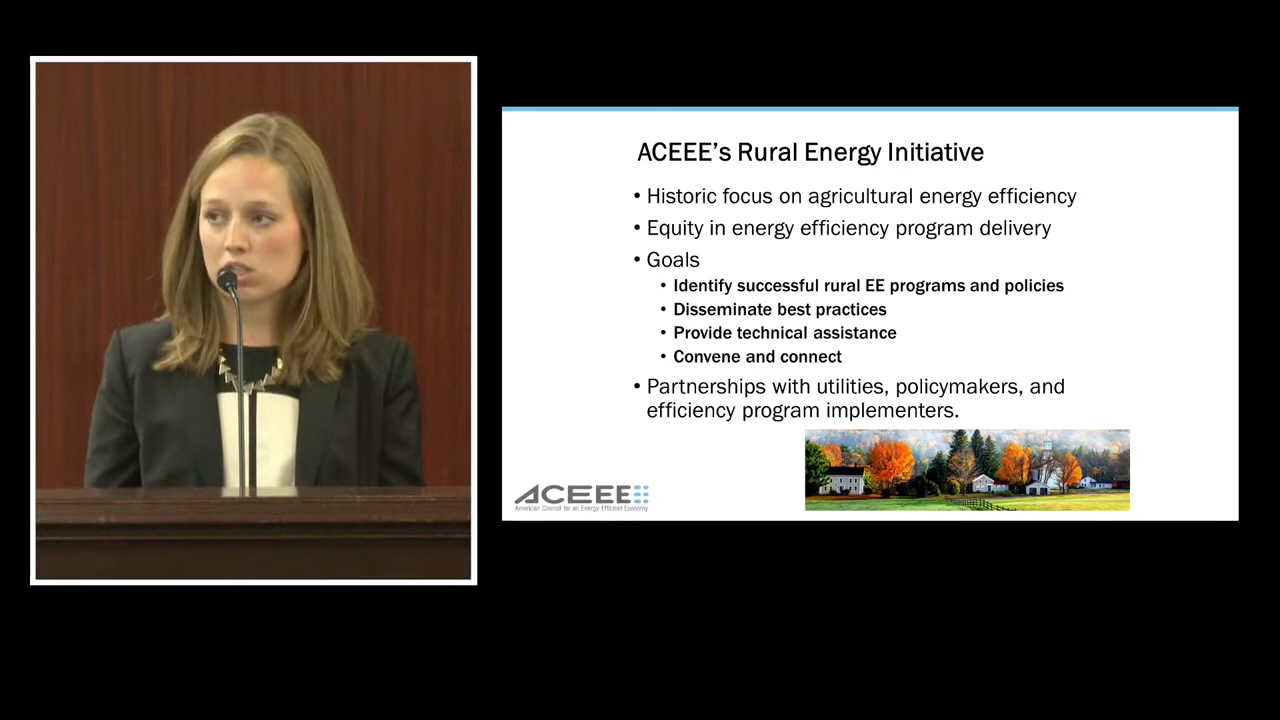 ACEEE's Rural Energy Initiative
• Historic focus on agricultural energy efficiency
• Equity in energy efficiency program delivery
• Goals
• Identify successful rural EE programs and policies
• Disseminate best practices
• Provide technical assistance
• Convene and connect
• Partnerships with utilities, policymakers, and
efficiency program implementers.
ACEEE
American Council for an Energy-Efficient Economy